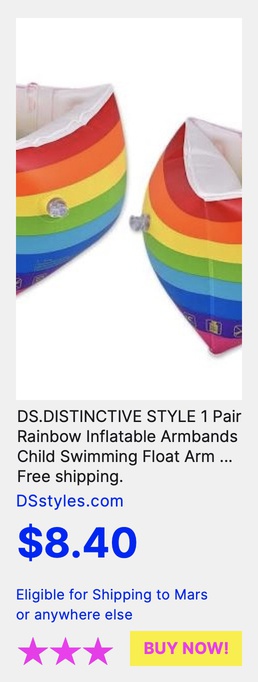 DS.DISTINCTIVE STYLE 1 Pair
Rainbow Inflatable Armbands
Child Swimming Float Arm ...
Free shipping.
DSstyles.com
$8.40
Eligible for Shipping to Mars
or anywhere else
BUY NOW!